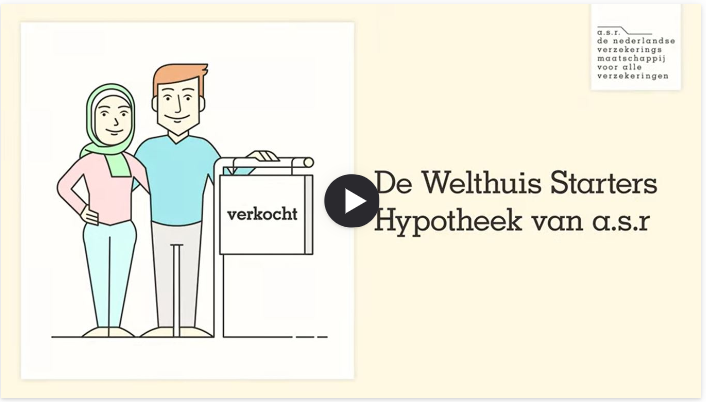 a.s.r.
de nederlandse
verzekerings
maatschappij
voor alle
verzekeringen
De Welthuis Starters
Hypotheek van a.s.r
verkocht